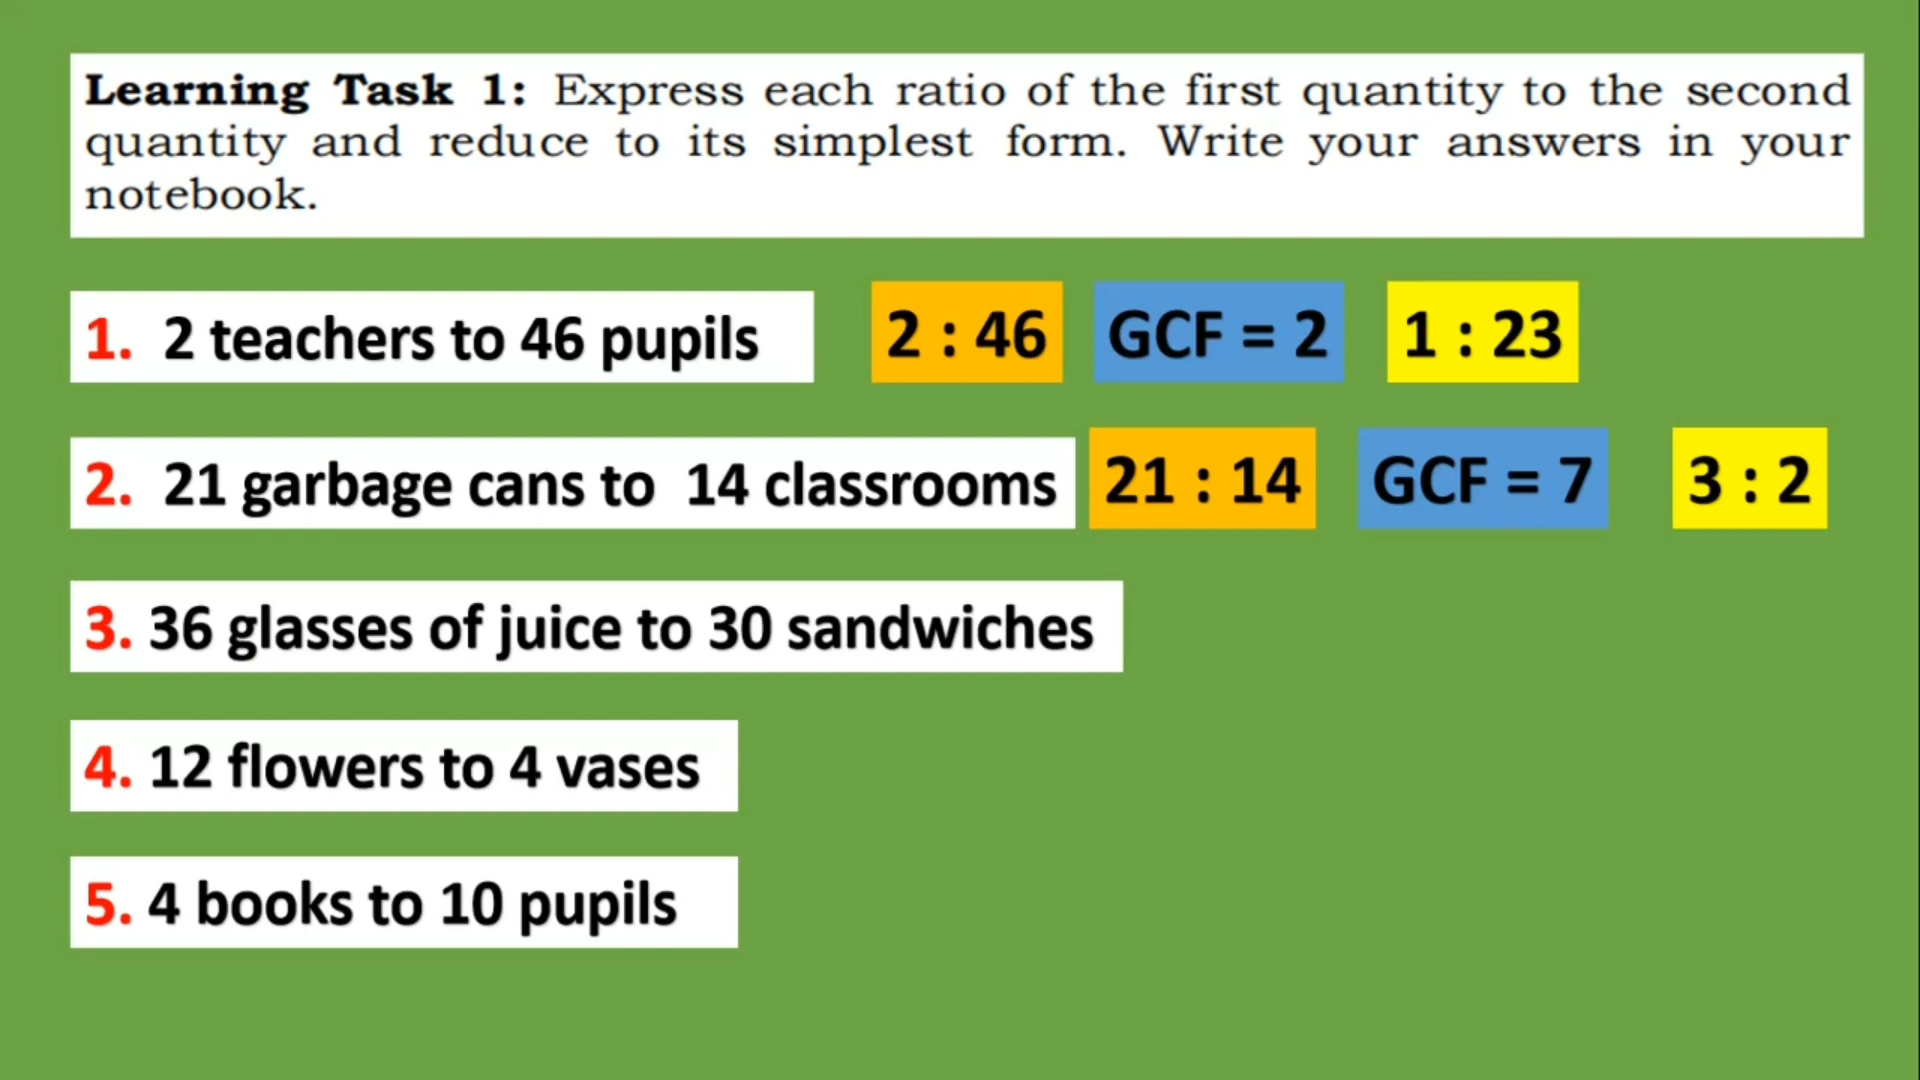 Learning Task 1: Express each ratio of the first quantity to the second
quantity and reduce to its simplest form. Write your answers in your
notebook.
1. 2 teachers to 46 pupils 2 : 46 GCF = 2 1 : 23
2. 21 garbage cans to 14 classrooms 21 : 14 GCF = 7 3 : 2
3. 36 glasses of juice to 30 sandwiches
4. 12 flowers to 4 vases
5. 4 books to 10 pupils